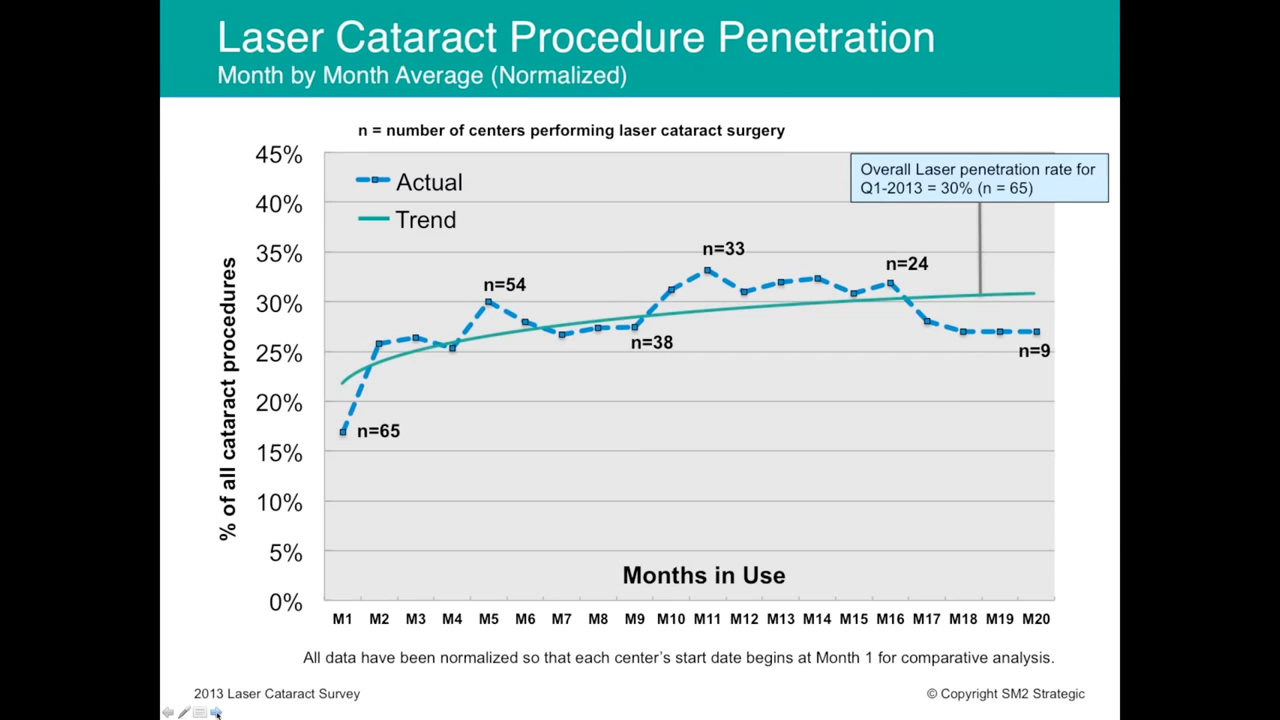 Laser Cataract Procedure Penetration
Month by Month Average (Normalized)
n = number of centers performing laser cataract surgery
Overall Laser penetration rate for
Q1-2013 = 30% (n = 65)
Actual
Trend
45%
40%
35%
30%
25%
20%
15%
10%
5%
0%
% of all cataract procedures
n=65
n=54
n=38
n=33
n=24
n=9
Months in Use
M1 M2 M3 M4 M5 M6 M7 M8 M9 M10 M11 M12 M13 M14 M15 M16 M17 M18 M19 M20
All data have been normalized so that each center’s start date begins at Month 1 for comparative analysis.
2013 Laser Cataract Survey
© Copyright SM2 Strategic